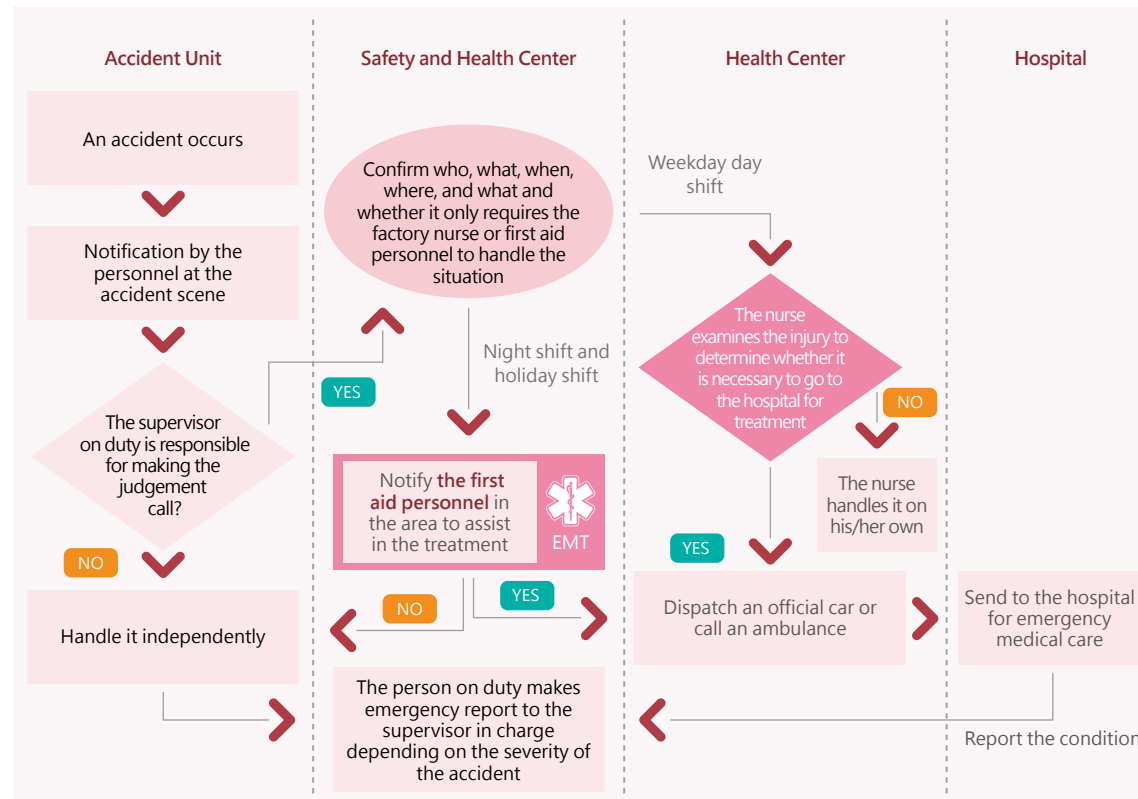 Accident Unit
Safety and Health Center
Health Center
Hospital
An accident occurs
Notification by the
personnel at the
accident scene
The supervisor
on duty is responsible
for making the
judgement
call?
YES
NO
Handle it independently
Confirm who, what, when,
where, and what and
whether it only requires the
factory nurse or first aid
personnel to handle the
situation
Weekday day
shift
Night shift and
holiday shift
Notify the first
aid personnel in
the area to assist
in the treatment
EMT
NO
YES
The person on duty makes
emergency report to the
supervisor in charge
depending on the severity of
the accident
The nurse
examines the injury to
determine whether it
is necessary to go to
the hospital for
treatment
NO
The nurse
handles it on
his/her own
YES
Dispatch an official car or
call an ambulance
Send to the hospital
for emergency
medical care
Report the condition